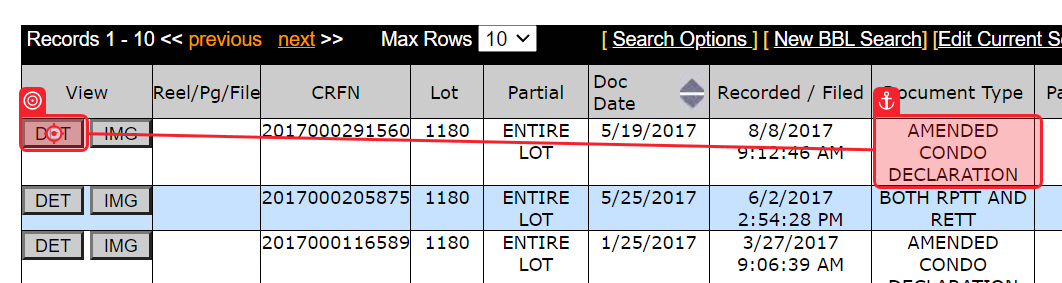 Records 1 - 10 << previous next >> Max Rows 10 [ Search Options ] [ New BBL Search] [Edit Current S
View Reel/Pg/File CRFN Lot Partial Doc Date Recorded / Filed Document Type Pa
DET IMG 2017000291560 1180 ENTIRE LOT 5/19/2017 8/8/2017 9:12:46 AM AMENDED CONDO DECLARATION
DET IMG 2017000205875 1180 ENTIRE LOT 5/25/2017 6/2/2017 2:54:28 PM BOTH RPTT AND RETT
DET IMG 2017000116589 1180 ENTIRE LOT 1/25/2017 3/27/2017 9:06:39 AM AMENDED CONDO DECLARATION